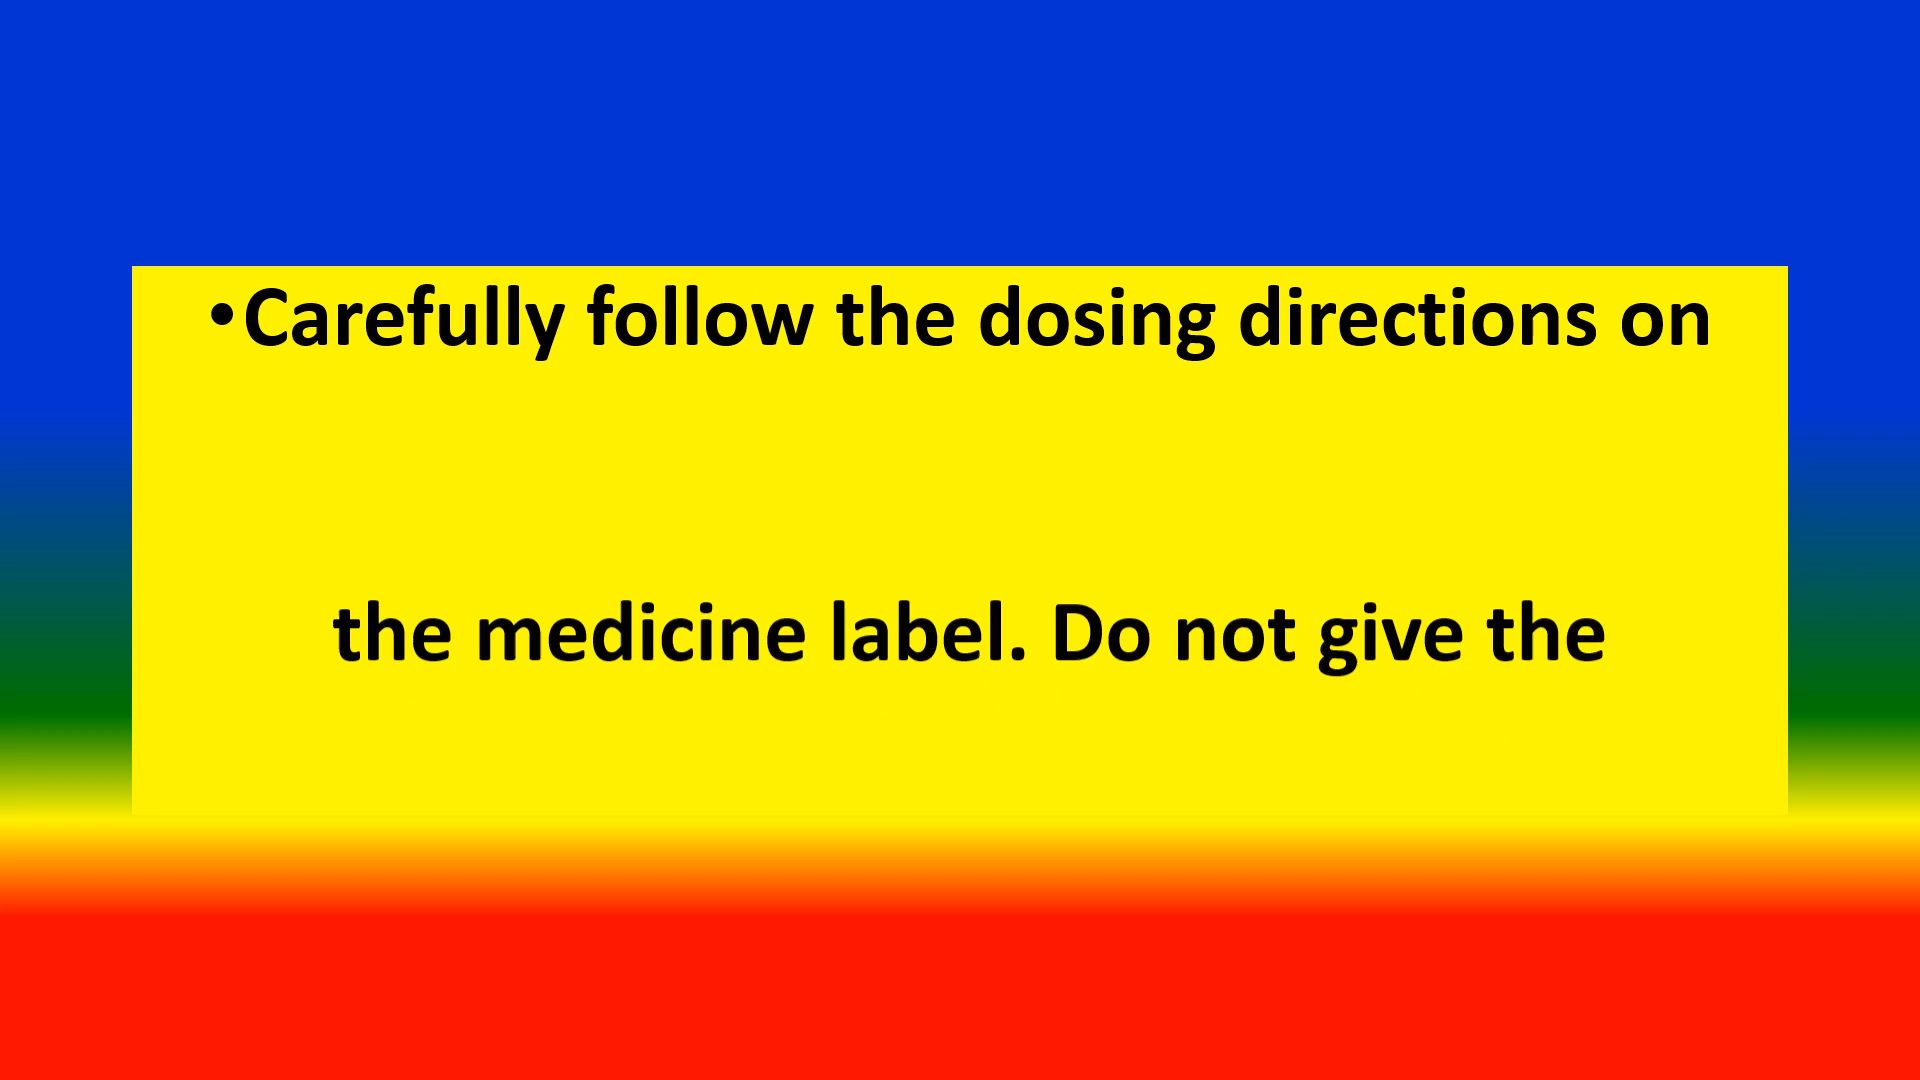 •Carefully follow the dosing directions on
the medicine label. Do not give the